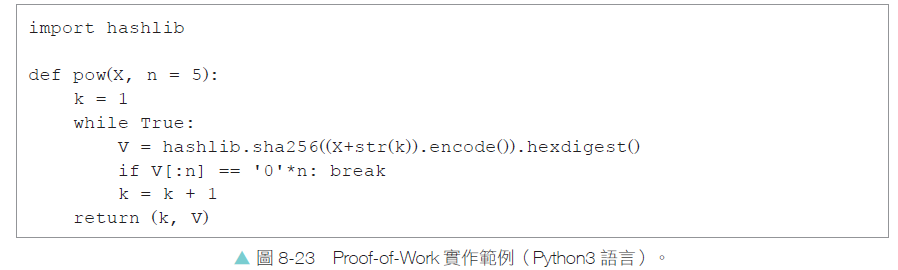 import hashlib
def pow(X, n = 5):
    k = 1
    while True:
        V = hashlib.sha256((X+str(k)).encode()).hexdigest()
        if V[:n] == '0'*n: break
        k = k + 1
    return (k, V)
▲ 圖 8-23 Proof-of-Work 實作範例（Python3 語言）。